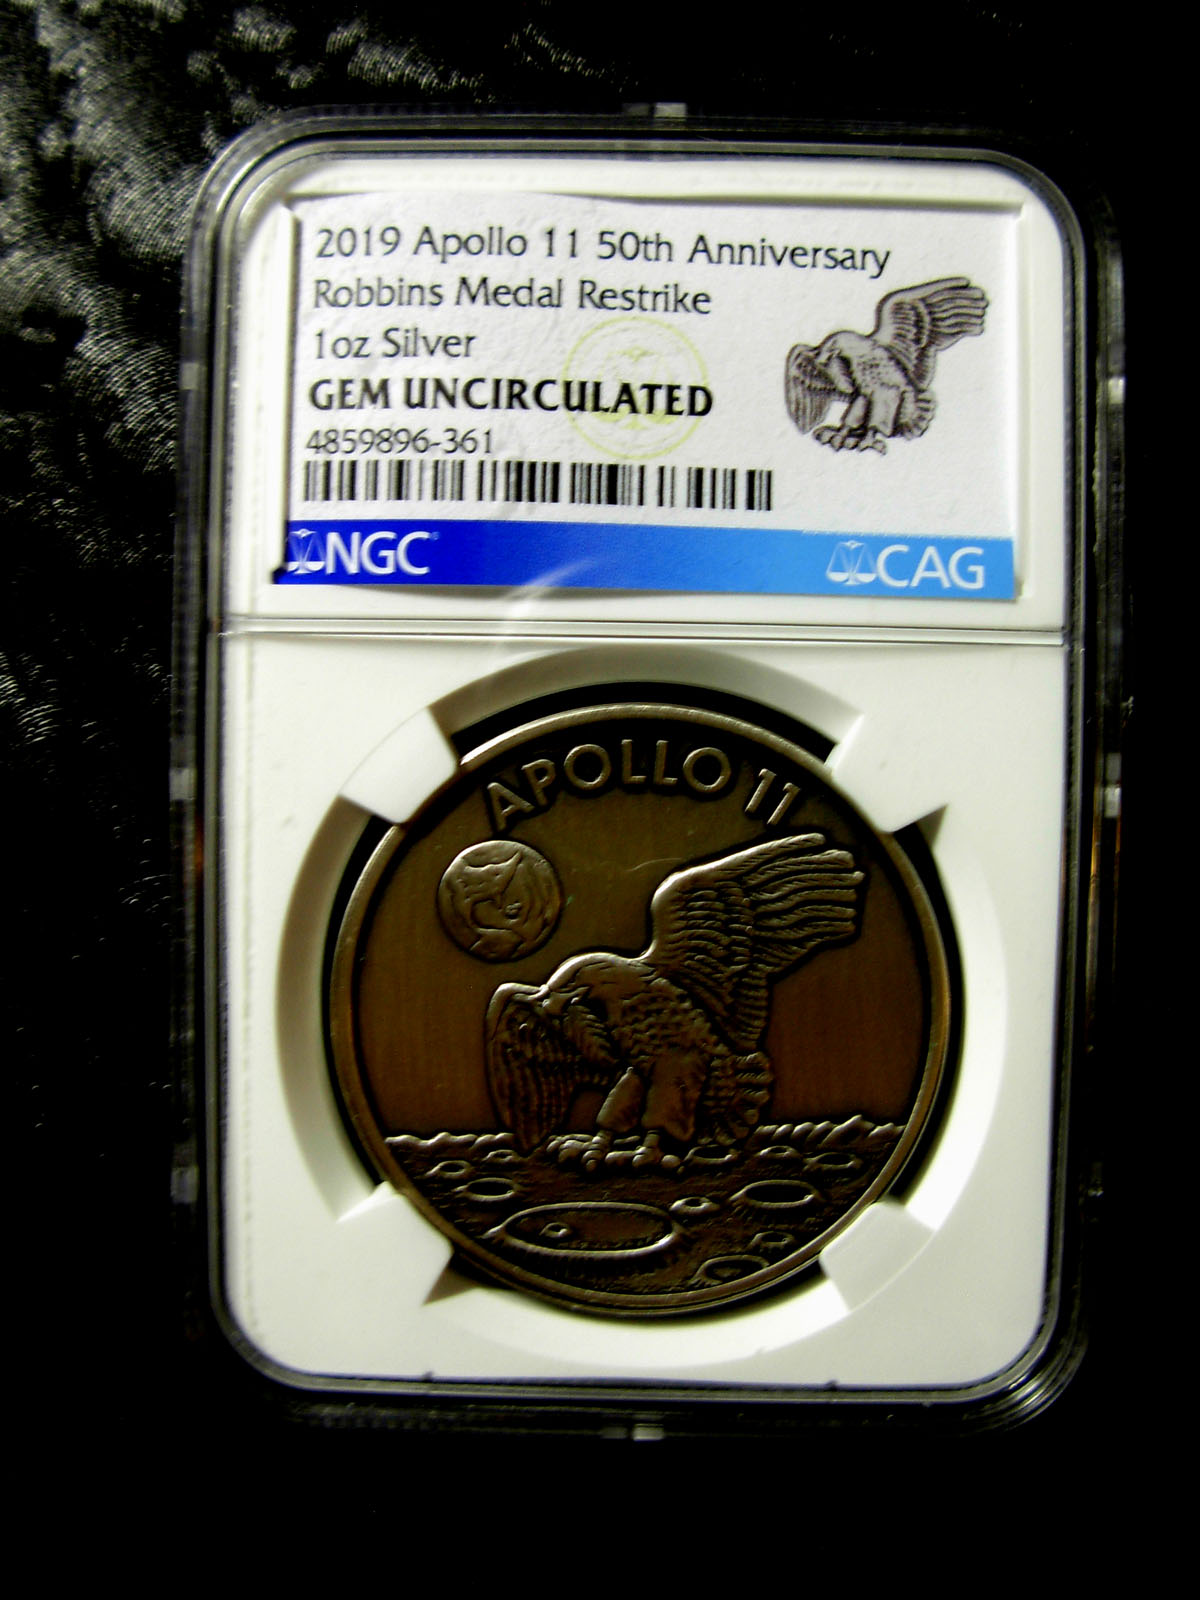 2019 Apollo 11 50th Anniversary
Robbins Medal Restrike
1oz Silver
GEM UNCIRCULATED
4859896-361
NGC
CAG
APOLLO 11